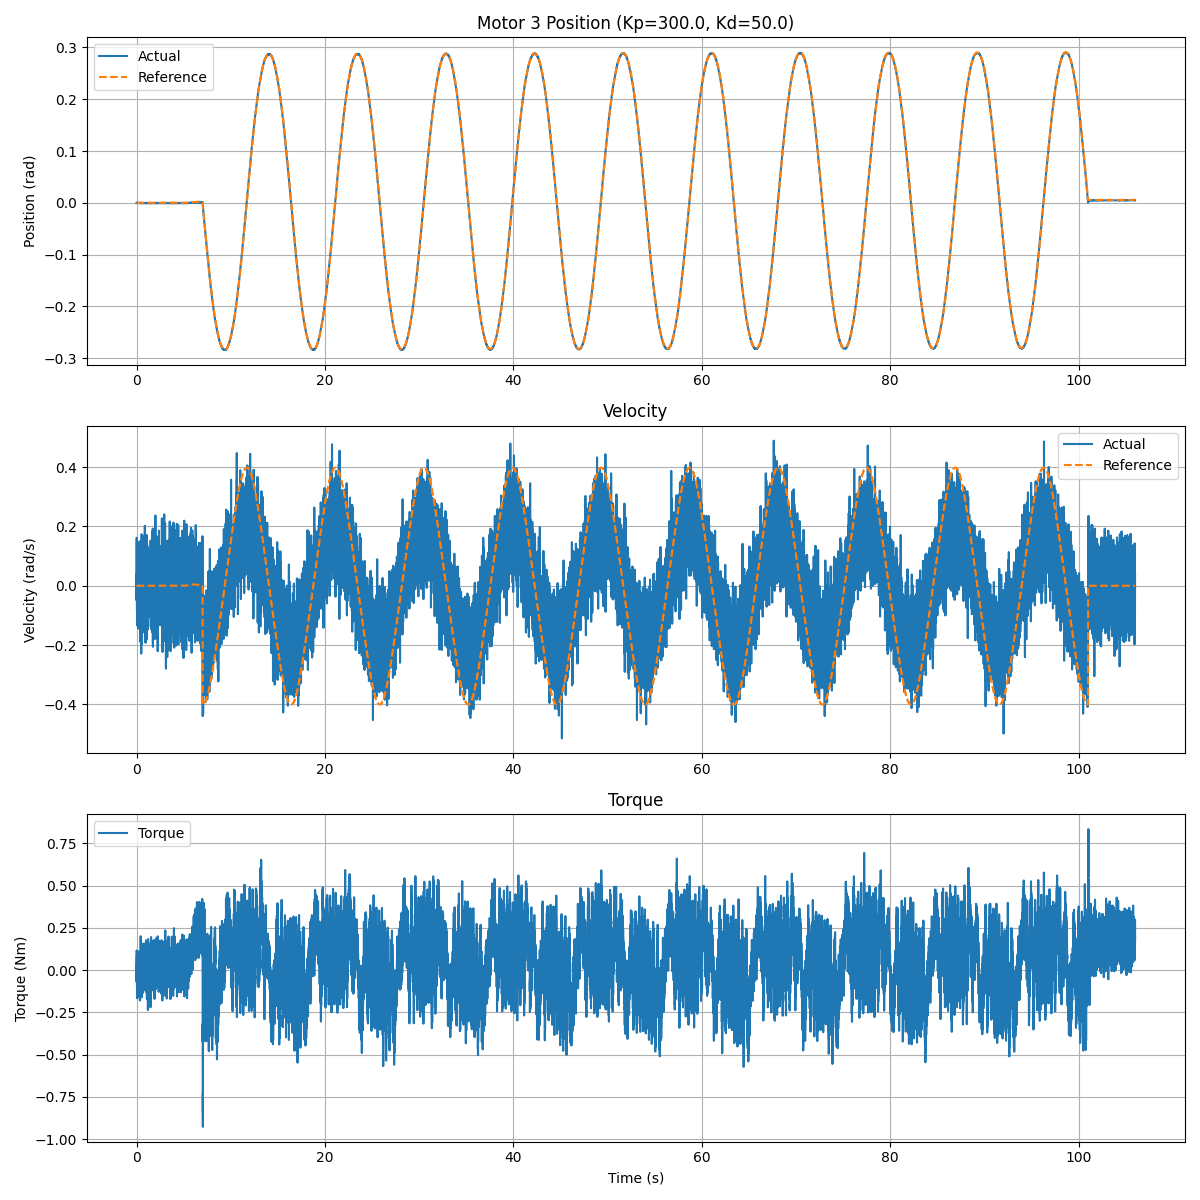 Motor 3 Position (Kp=300.0, Kd=50.0)
Actual
Reference
Position (rad)
0.3
0.2
0.1
0.0
−0.1
−0.2
−0.3
0 20 40 60 80 100
Velocity
Actual
Reference
Velocity (rad/s)
0.4
0.2
0.0
−0.2
−0.4
0 20 40 60 80 100
Torque
Torque
Torque (Nm)
0.75
0.50
0.25
0.00
−0.25
−0.50
−0.75
−1.00
0 20 40 60 80 100
Time (s)